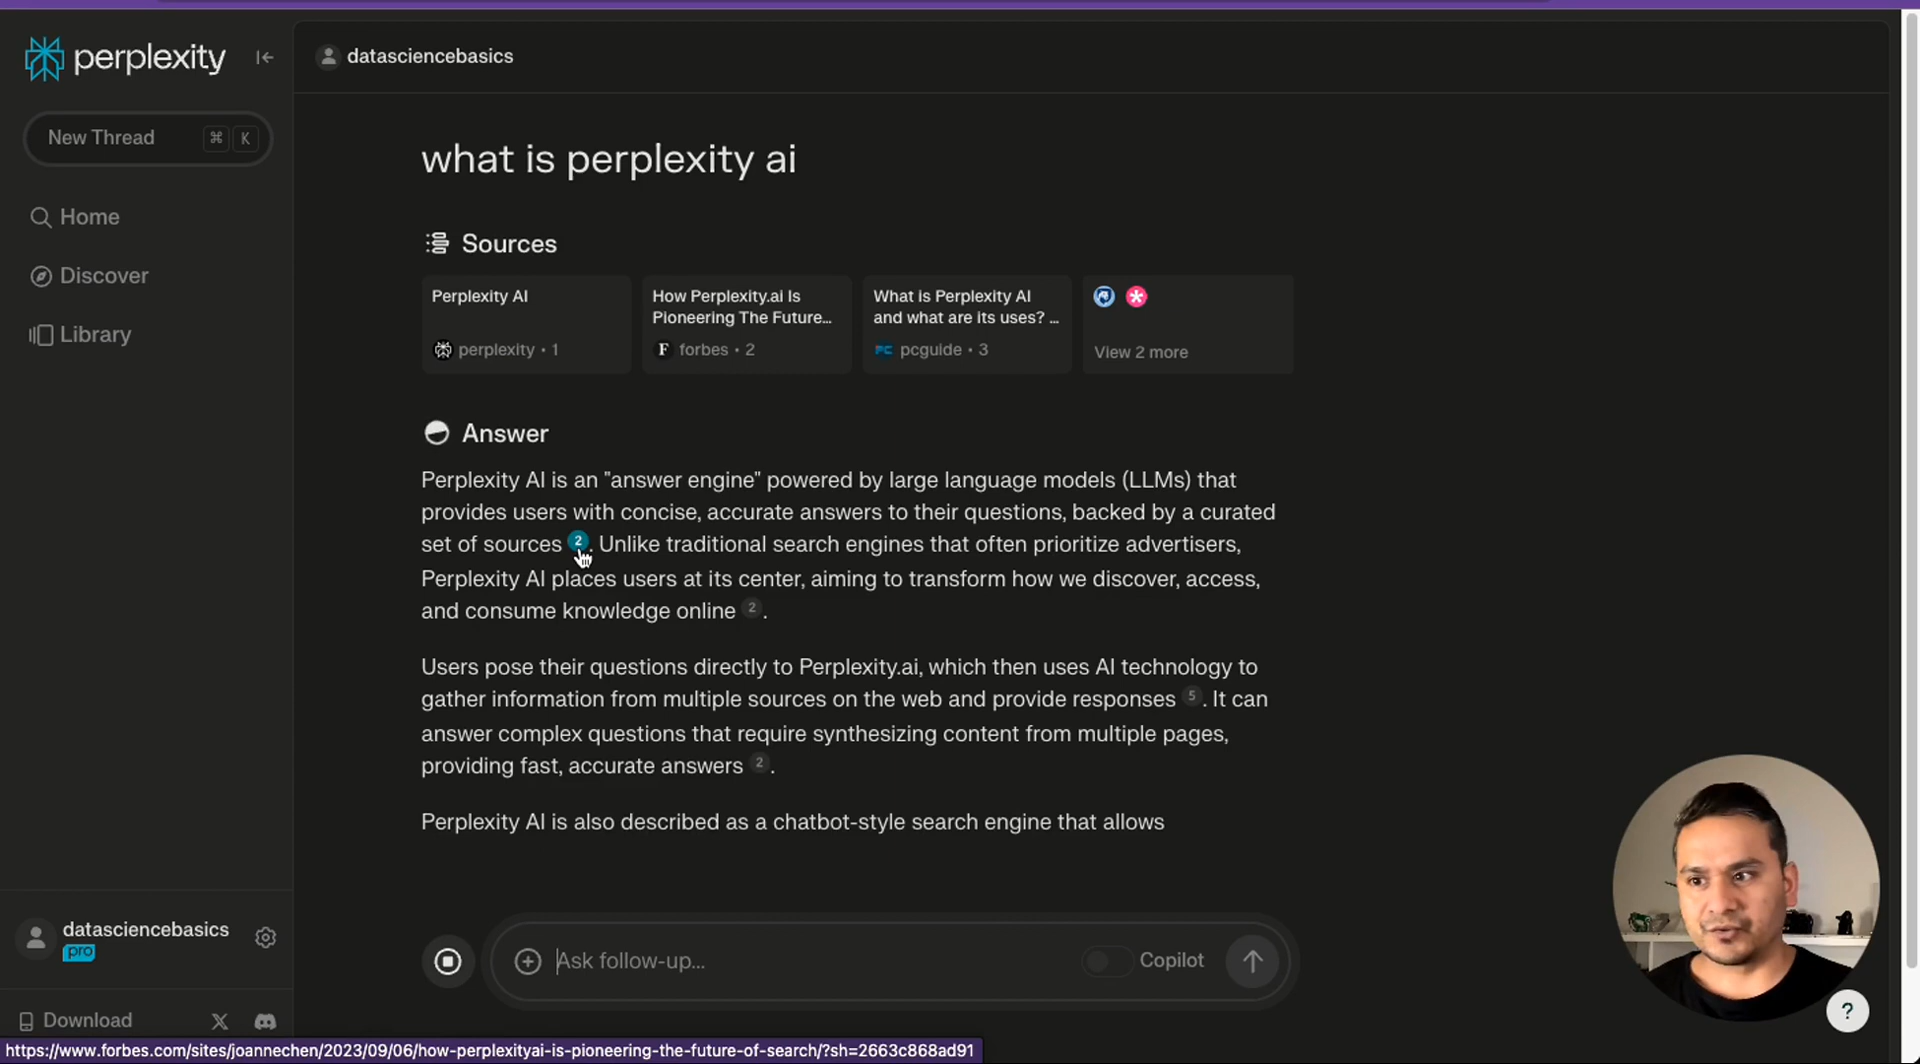 perplexity
New Thread ⌘ K
Home
Discover
Library
datasciencebasics
pro
Download
datasciencebasics
what is perplexity ai
Sources
Perplexity AI
perplexity • 1
How Perplexity.ai Is
Pioneering The Future...
F forbes • 2
What is Perplexity AI
and what are its uses? ...
PC pcguide • 3
View 2 more
Answer
Perplexity AI is an "answer engine" powered by large language models (LLMs) that
provides users with concise, accurate answers to their questions, backed by a curated
set of sources 2. Unlike traditional search engines that often prioritize advertisers,
Perplexity AI places users at its center, aiming to transform how we discover, access,
and consume knowledge online 2.
Users pose their questions directly to Perplexity.ai, which then uses AI technology to
gather information from multiple sources on the web and provide responses 5. It can
answer complex questions that require synthesizing content from multiple pages,
providing fast, accurate answers 2.
Perplexity AI is also described as a chatbot-style search engine that allows
Ask follow-up...
Copilot
?
https://www.forbes.com/sites/joannechen/2023/09/06/how-perplexityai-is-pioneering-the-future-of-search/?sh=2663c868ad91